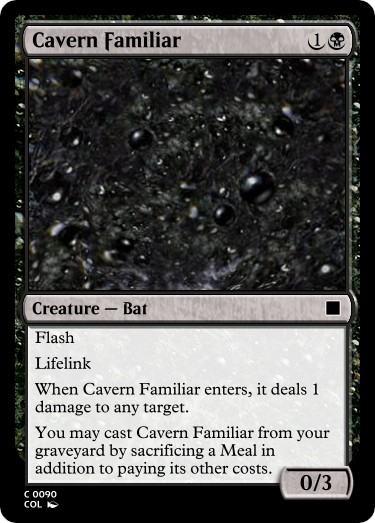 Cavern Familiar 1
Creature — Bat
Flash
Lifelink
When Cavern Familiar enters, it deals 1
damage to any target.
You may cast Cavern Familiar from your
graveyard by sacrificing a Meal in
addition to paying its other costs.
0/3
C 0090
COL